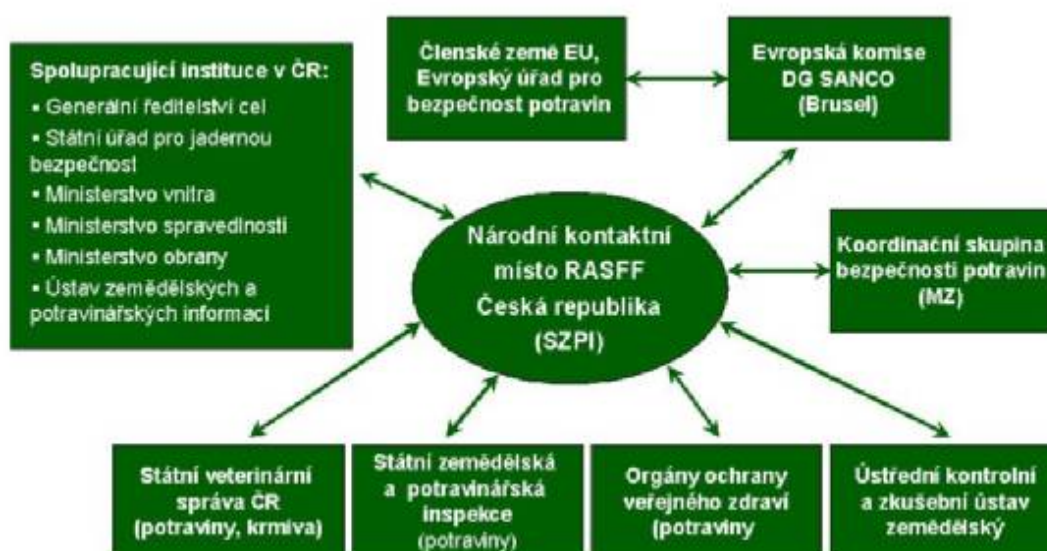 Spolupracující instituce v ČR:
▪ Generální ředitelství cel
▪ Státní úřad pro jadernou
bezpečnost
▪ Ministerstvo vnitra
▪ Ministerstvo spravedlnosti
▪ Ministerstvo obrany
▪ Ústav zemědělských a
potravinářských informací
Členské země EU,
Evropský úřad pro
bezpečnost potravin
Evropská komise
DG SANCO
(Brusel)
Národní kontaktní
místo RASFF
Česká republika
(SZPI)
Koordinační skupina
bezpečnosti potravin
(MZ)
Státní veterinární
správa ČR
(potraviny, krmiva)
Státní zemědělská
a potravinářská
inspekce
(potraviny)
Orgány ochrany
veřejného zdraví
(potraviny
Ústřední kontrolní
a zkušební ústav
zemědělský